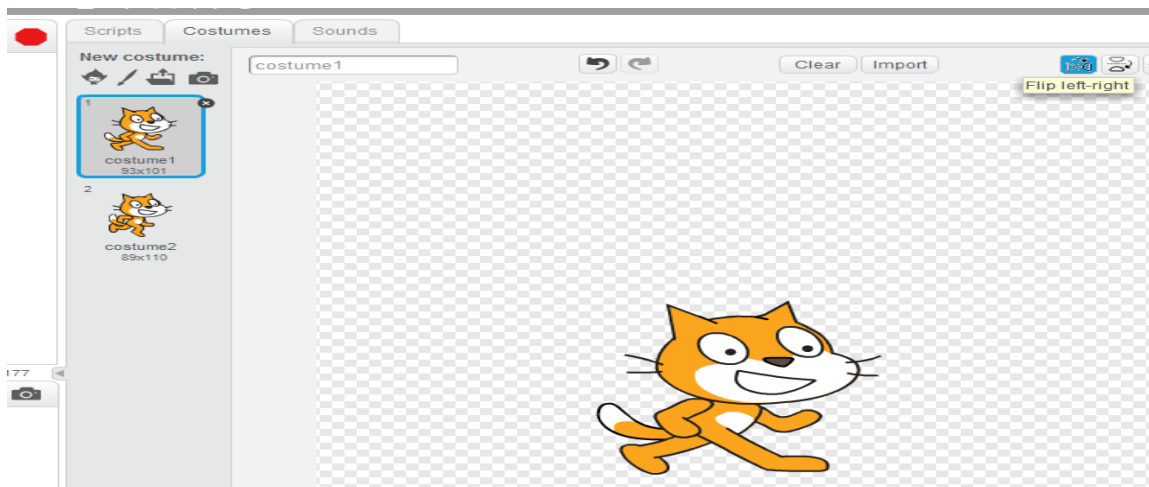 Scripts Costumes Sounds
New costume:
costume1
Clear Import
Flip left-right
1
costume1
93x101
2
costume2
89x110
177